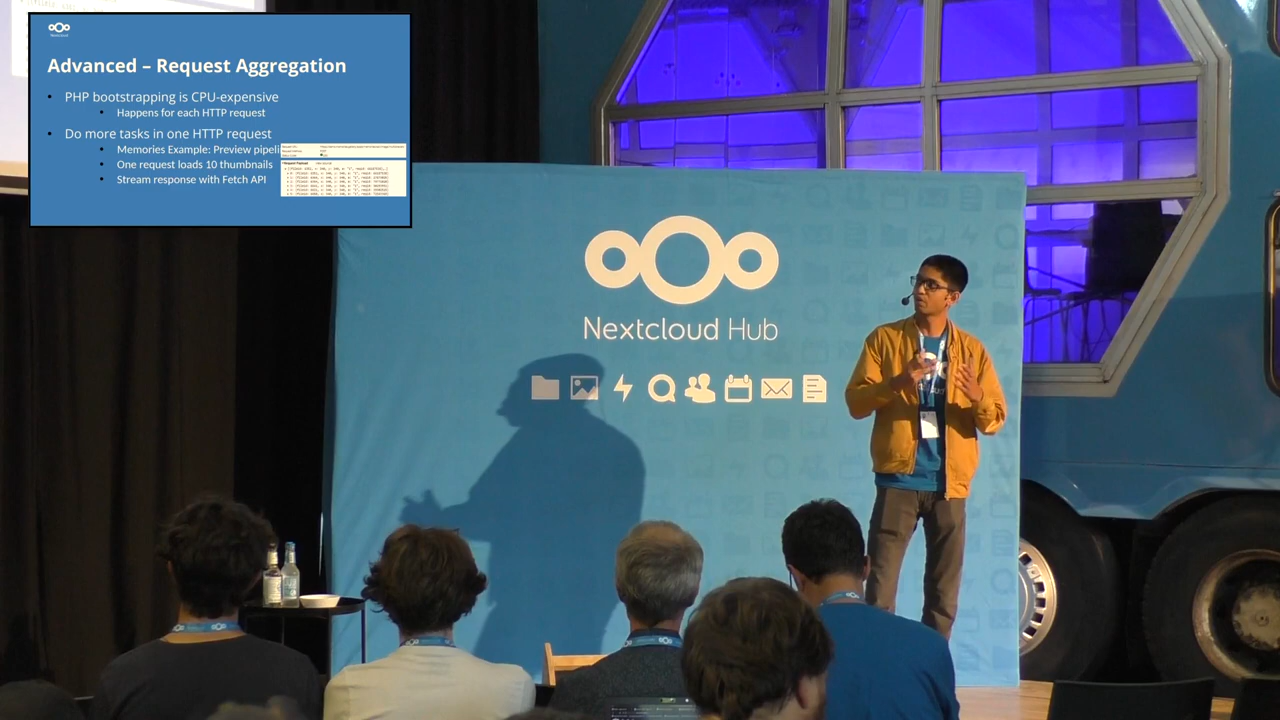 Nextcloud
Advanced – Request Aggregation
• PHP bootstrapping is CPU-expensive
• Happens for each HTTP request
• Do more tasks in one HTTP request
• Memories Example: Preview pipeli
• One request loads 10 thumbnails
• Stream response with Fetch API
Nextcloud Hub